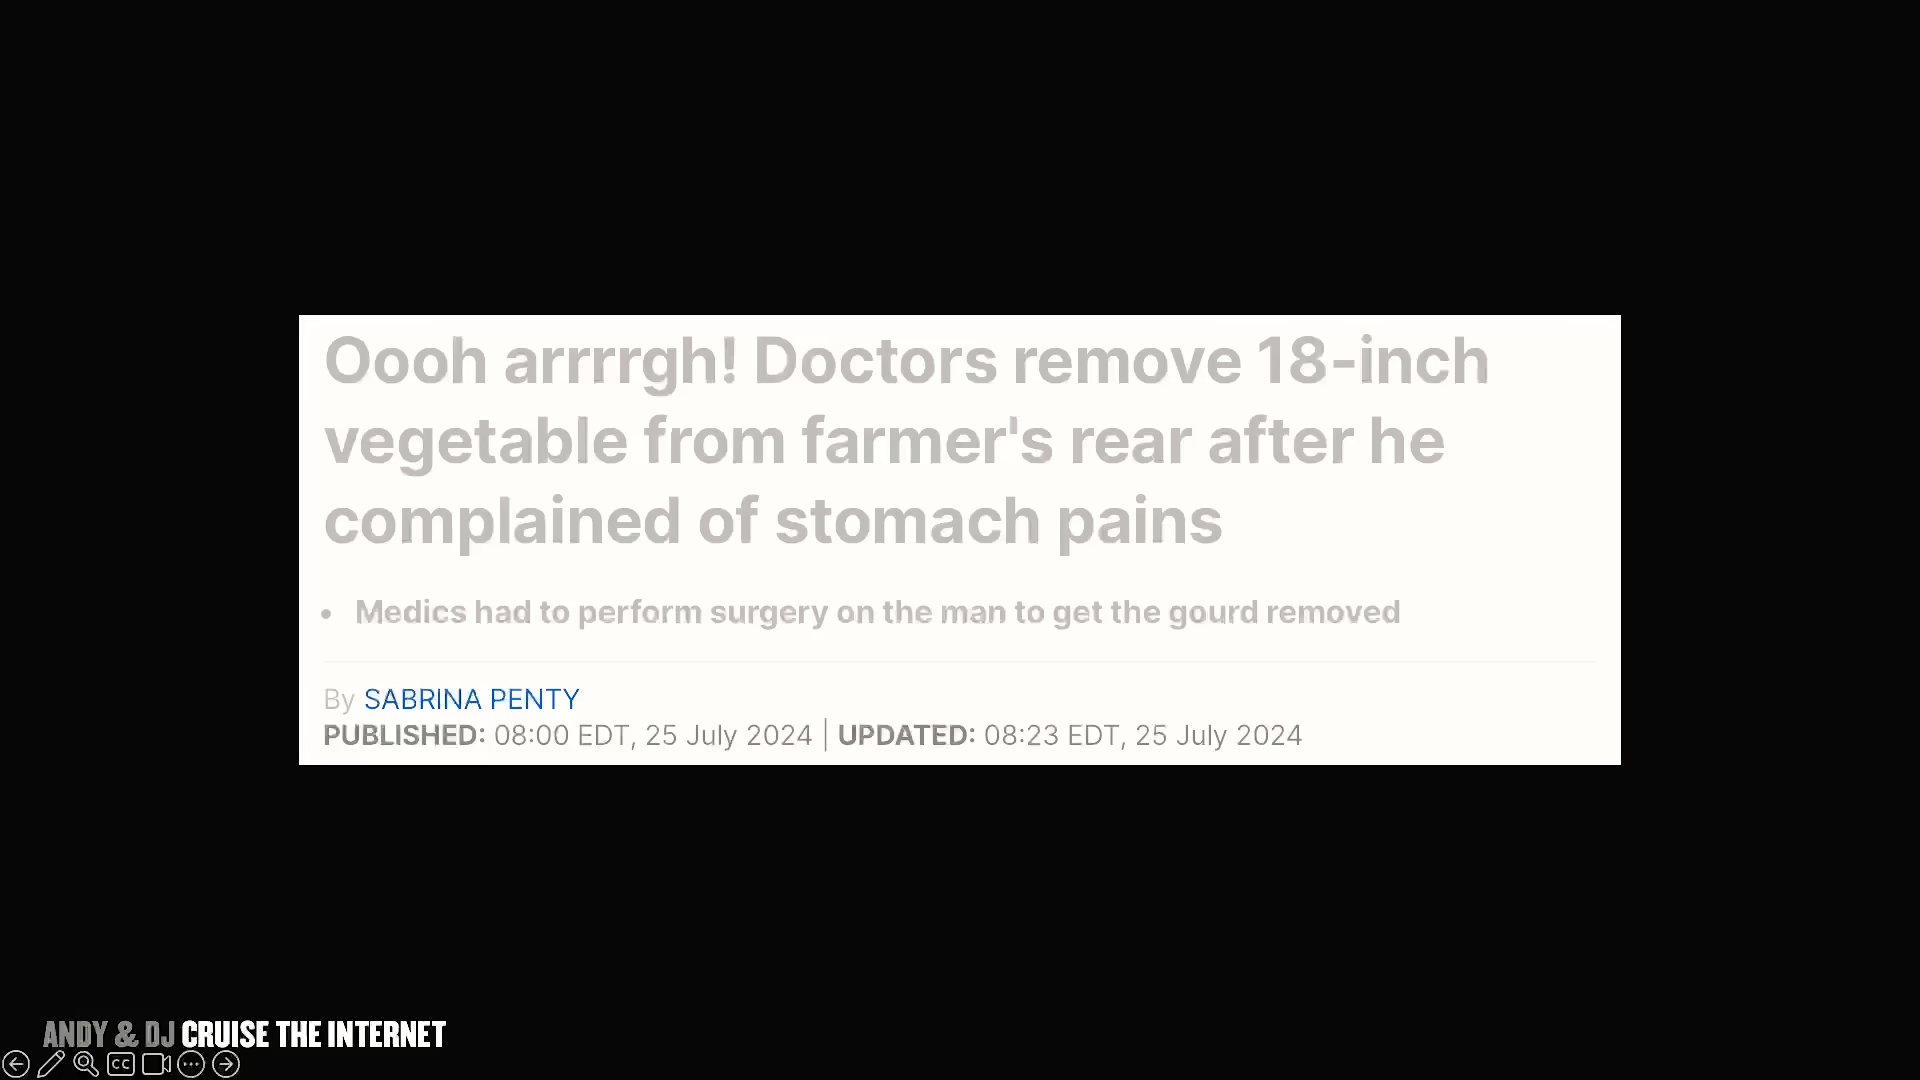 Oooh arrrrgh! Doctors remove 18-inch
vegetable from farmer's rear after he
complained of stomach pains
• Medics had to perform surgery on the man to get the gourd removed
By SABRINA PENTY
PUBLISHED: 08:00 EDT, 25 July 2024 | UPDATED: 08:23 EDT, 25 July 2024
ANDY & DJ CRUISE THE INTERNET
CC